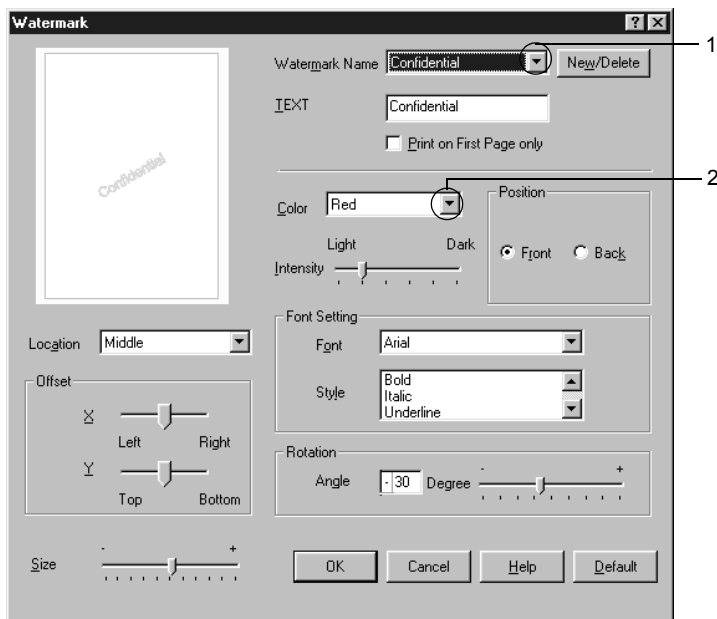 Watermark
1
Watermark Name Confidential New/Delete
TEXT Confidential
Print on First Page only
Confidential
2
Color Red
Position
Light Dark
Intensity
Front Back
Location Middle
Font Setting
Font Arial
Style Bold
Italic
Underline
Offset
X
Left Right
Y
Top Bottom
Rotation
Angle - 30 Degree - +
Size - +
OK Cancel Help Default